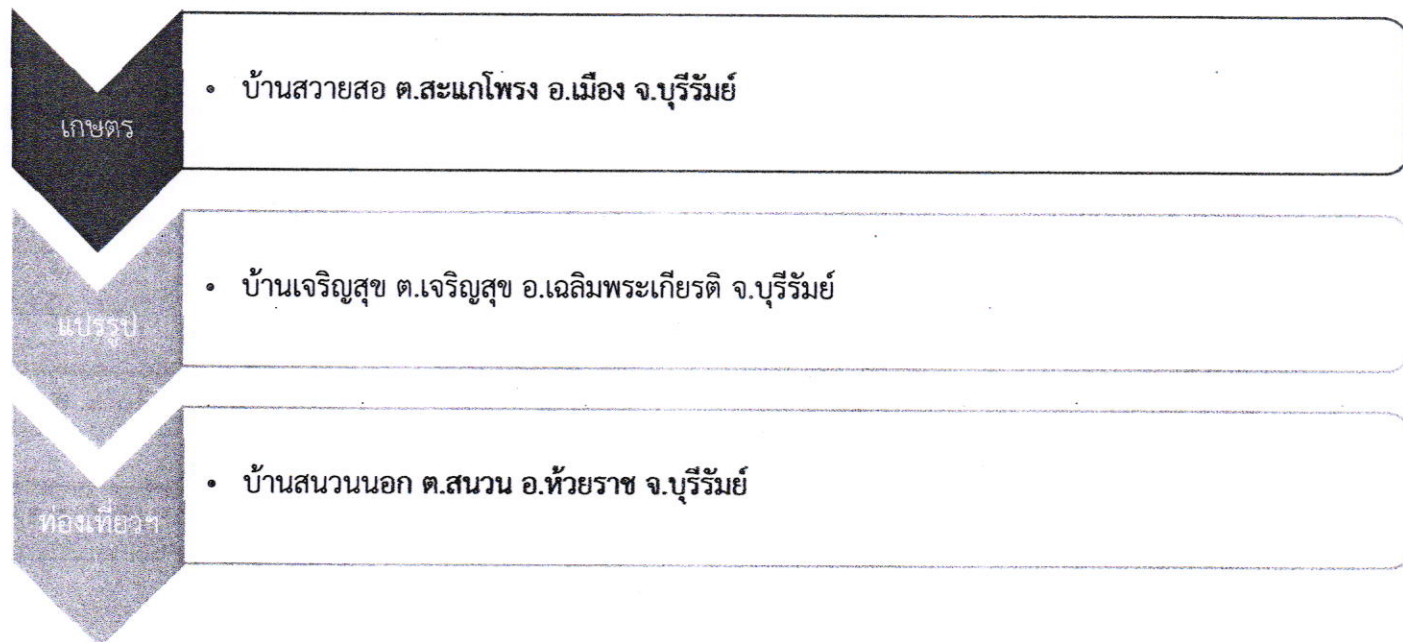 เกษตร
• บ้านสวายสอ ต.สะแกโพรง อ.เมือง จ.บุรีรัมย์
แปรรูป
• บ้านเจริญสุข ต.เจริญสุข อ.เฉลิมพระเกียรติ จ.บุรีรัมย์
ท่องเที่ยวฯ
• บ้านสนวนนอก ต.สนวน อ.ห้วยราช จ.บุรีรัมย์